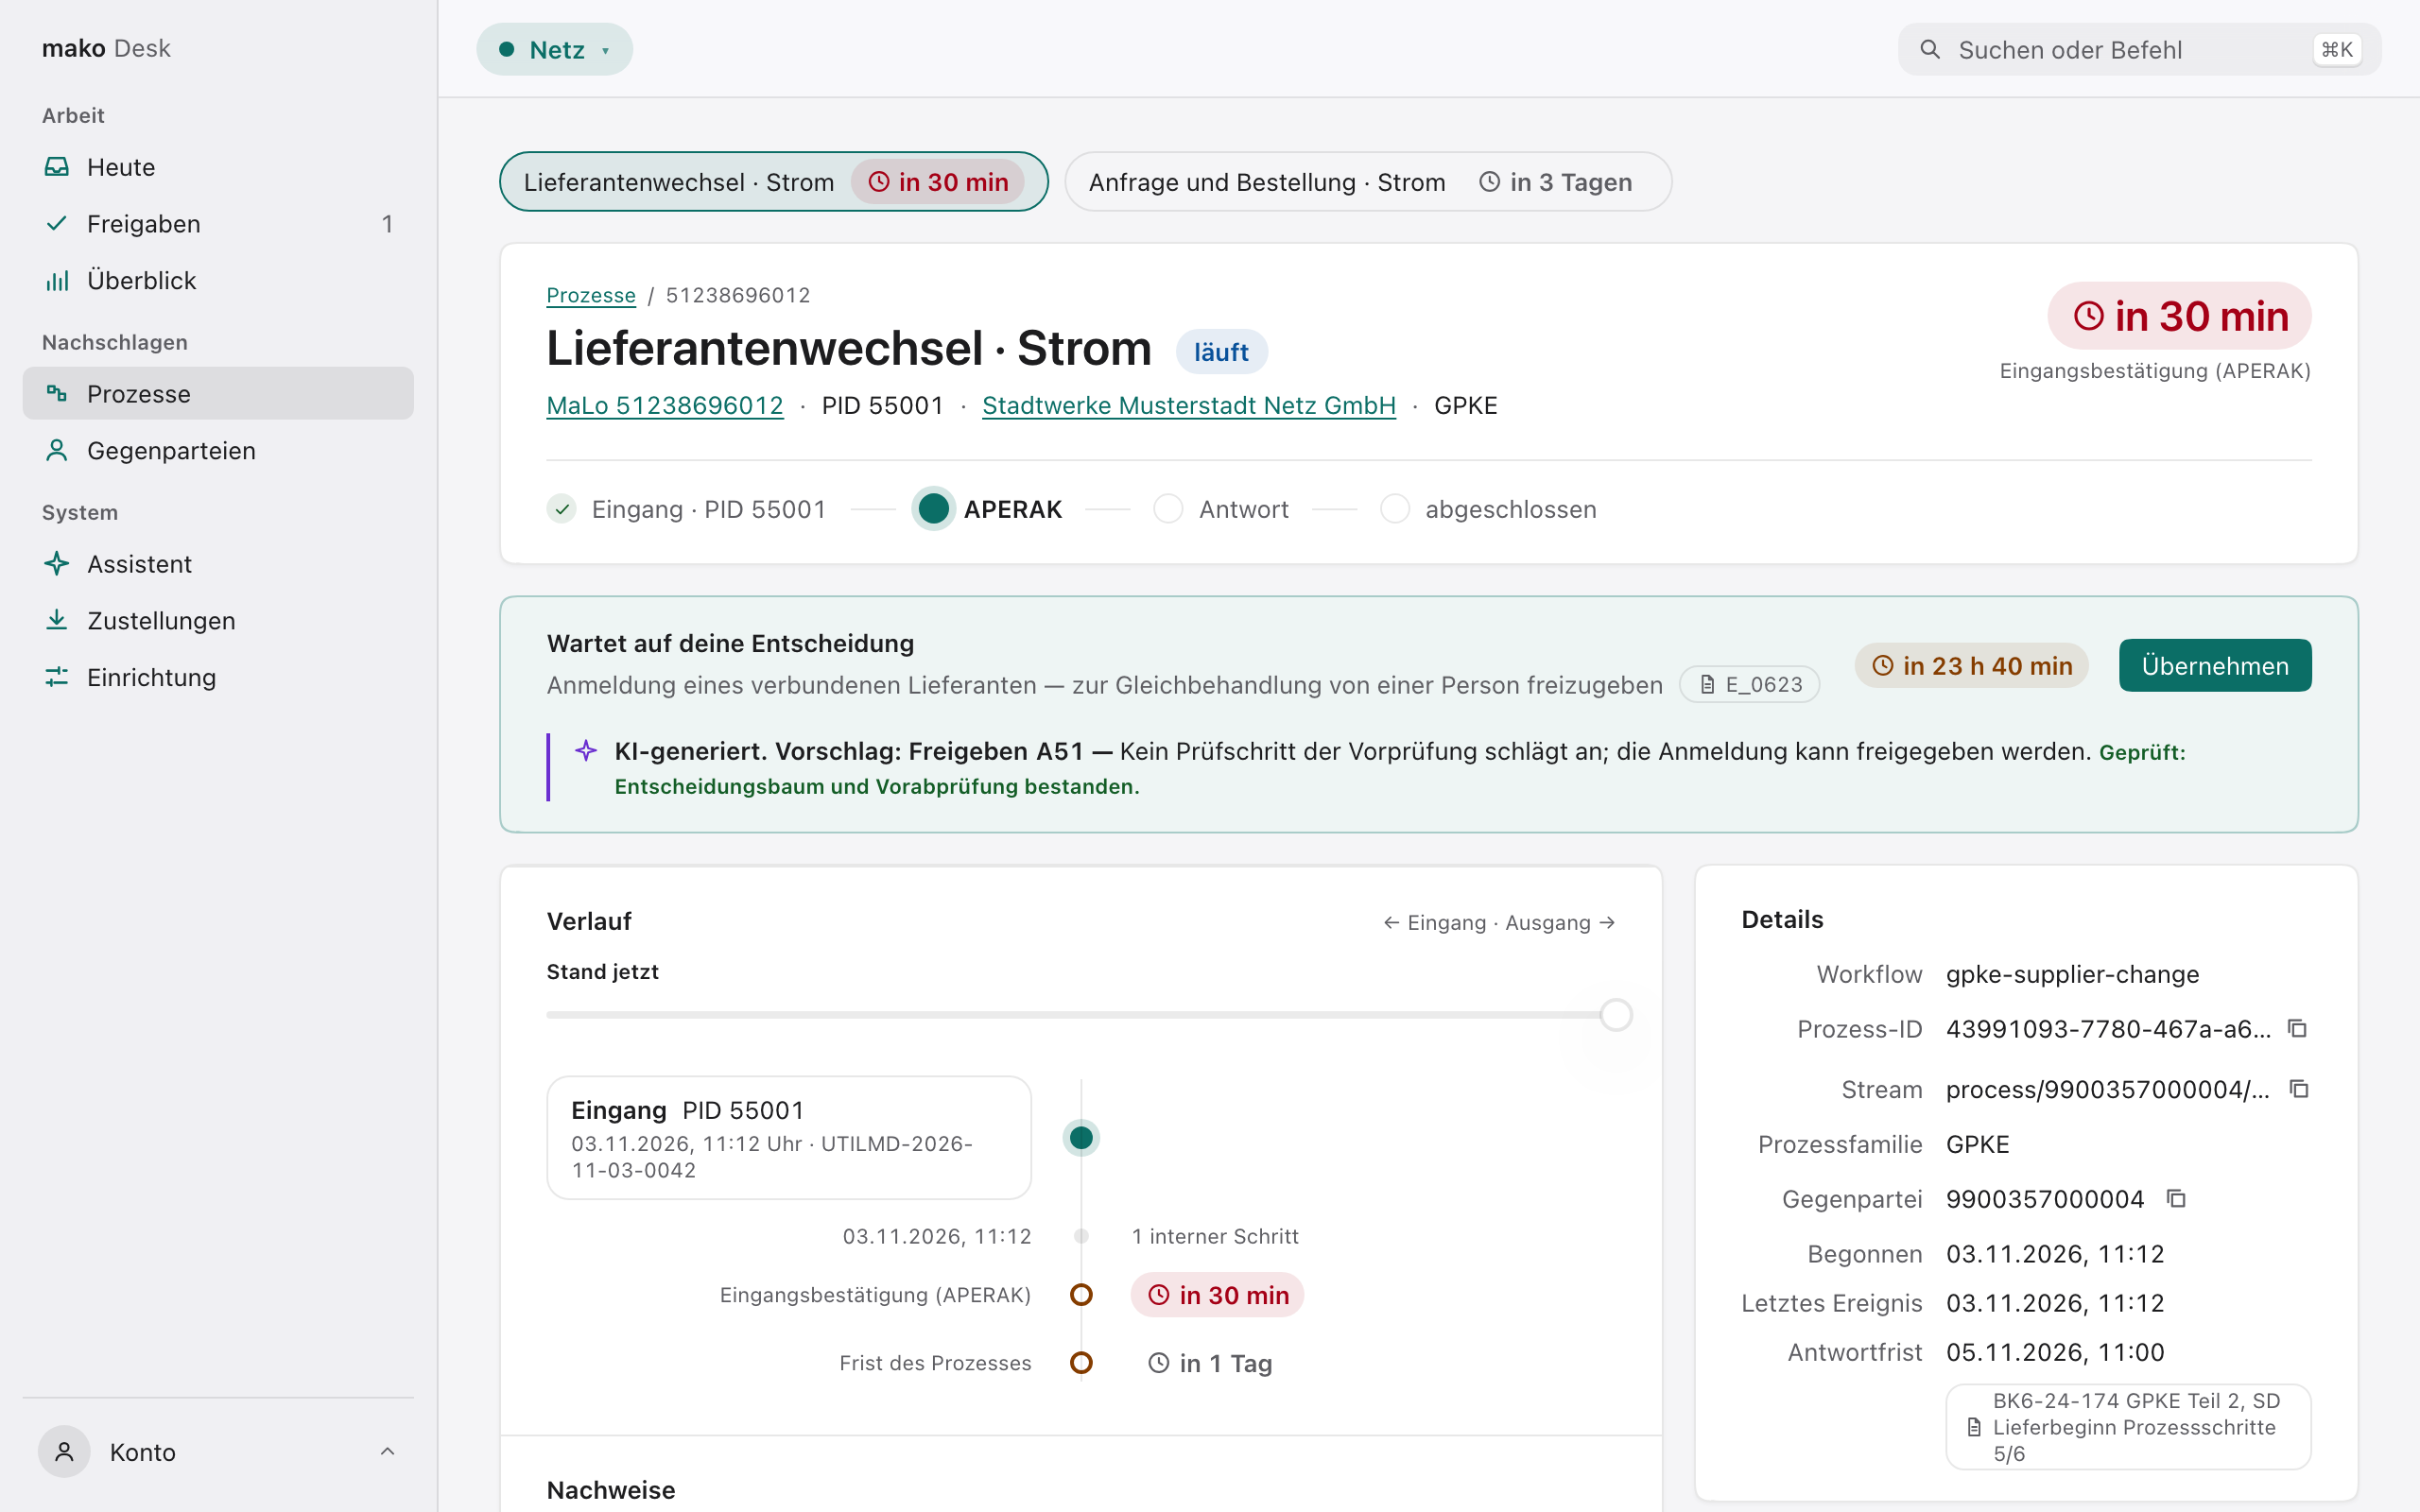 mako Desk
Arbeit
Heute
Freigaben 1
Überblick
Nachschlagen
Prozesse
Gegenparteien
System
Assistent
Zustellungen
Einrichtung
Konto
Netz
Suchen oder Befehl ⌘K
Lieferantenwechsel · Strom in 30 min
Anfrage und Bestellung · Strom in 3 Tagen
Prozesse / 51238696012
Lieferantenwechsel · Strom läuft
MaLo 51238696012 · PID 55001 · Stadtwerke Musterstadt Netz GmbH · GPKE
in 30 min
Eingangsbestätigung (APERAK)
Eingang · PID 55001
APERAK
Antwort
abgeschlossen
Wartet auf deine Entscheidung
Anmeldung eines verbundenen Lieferanten — zur Gleichbehandlung von einer Person freizugeben E_0623
in 23 h 40 min
Übernehmen
KI-generiert. Vorschlag: Freigeben A51 — Kein Prüfschritt der Vorprüfung schlägt an; die Anmeldung kann freigegeben werden. Geprüft:
Entscheidungsbaum und Vorabprüfung bestanden.
Verlauf
← Eingang · Ausgang →
Stand jetzt
Eingang PID 55001
03.11.2026, 11:12 Uhr · UTILMD-2026-
11-03-0042
03.11.2026, 11:12 1 interner Schritt
Eingangsbestätigung (APERAK) in 30 min
Frist des Prozesses in 1 Tag
Nachweise
Details
Workflow gpke-supplier-change
Prozess-ID 43991093-7780-467a-a6…
Stream process/9900357000004/…
Prozessfamilie GPKE
Gegenpartei 9900357000004
Begonnen 03.11.2026, 11:12
Letztes Ereignis 03.11.2026, 11:12
Antwortfrist 05.11.2026, 11:00
BK6-24-174 GPKE Teil 2, SD
Lieferbeginn Prozessschritte
5/6